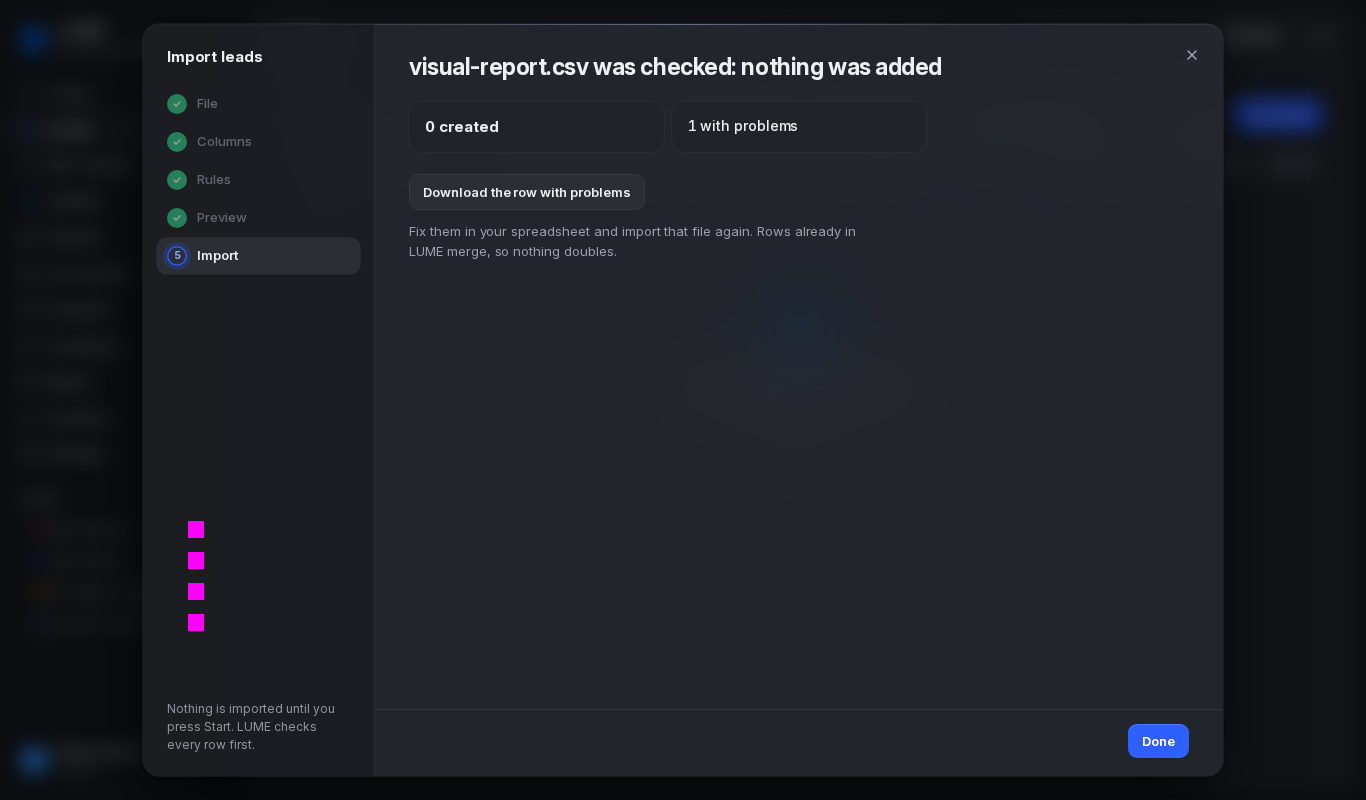 Import leads
File
Columns
Rules
Preview
5 Import
Nothing is imported until you
press Start. LUME checks
every row first.
visual-report.csv was checked: nothing was added
0 created
1 with problems
Download the row with problems
Fix them in your spreadsheet and import that file again. Rows already in
LUME merge, so nothing doubles.
Done